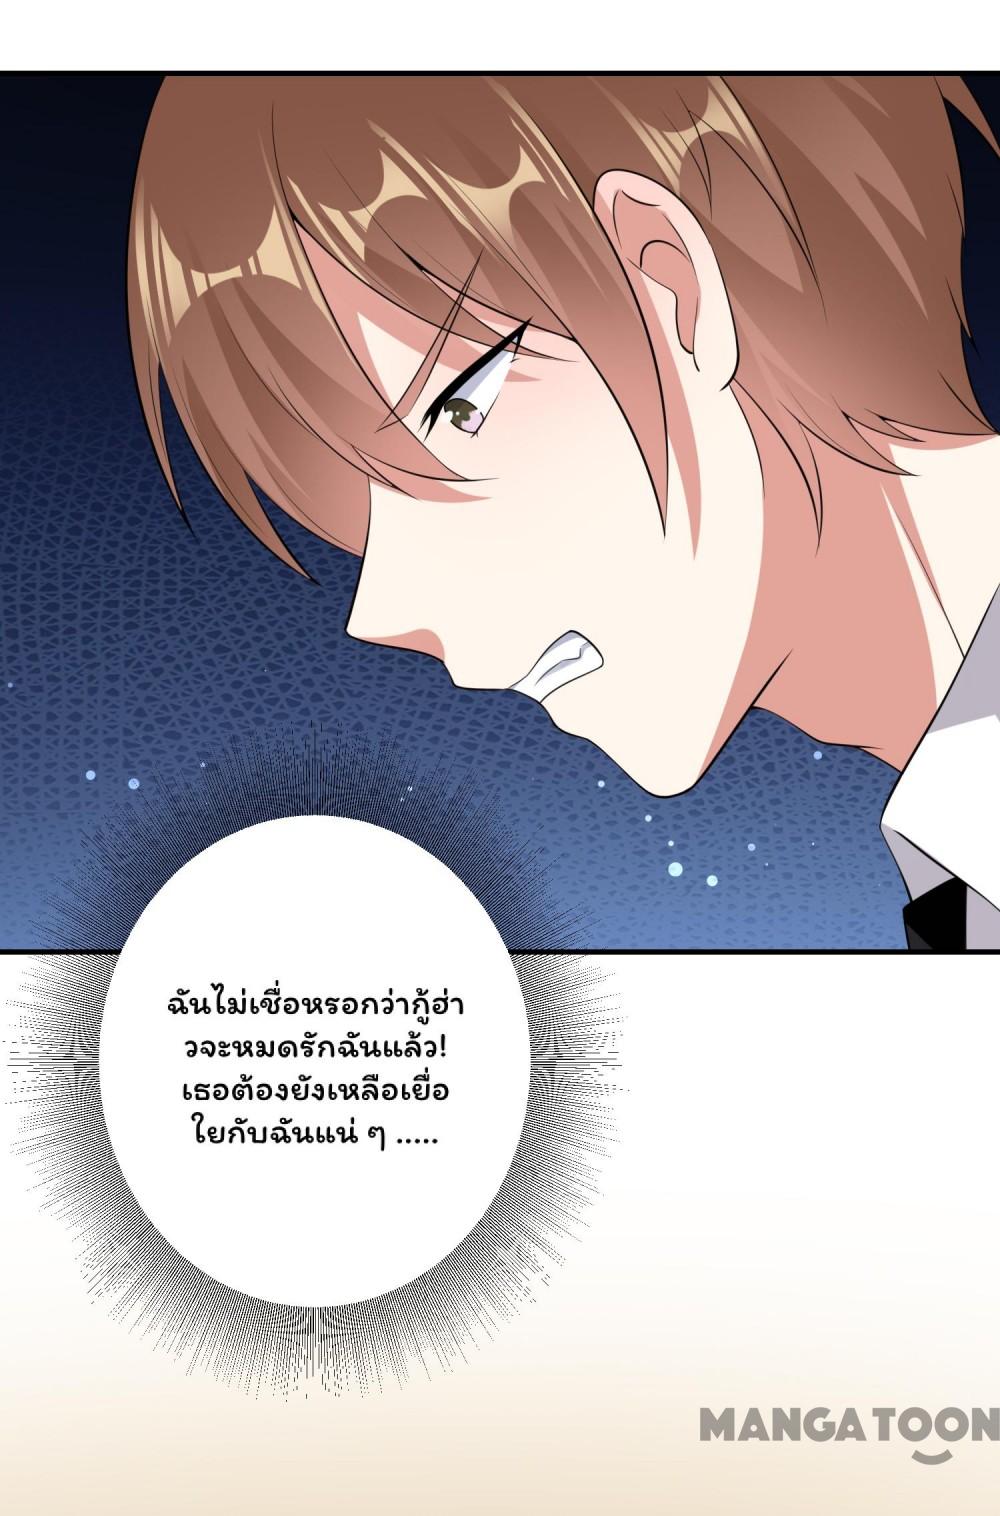 ฉันไม่เชื่อหรอกว่ากู้ฮ่า
วจะหมดรักฉันแล้ว!
เธอต้องยังเหลือเยื่อ
ใยกับฉันแน่ ๆ .....
MANGA TOON